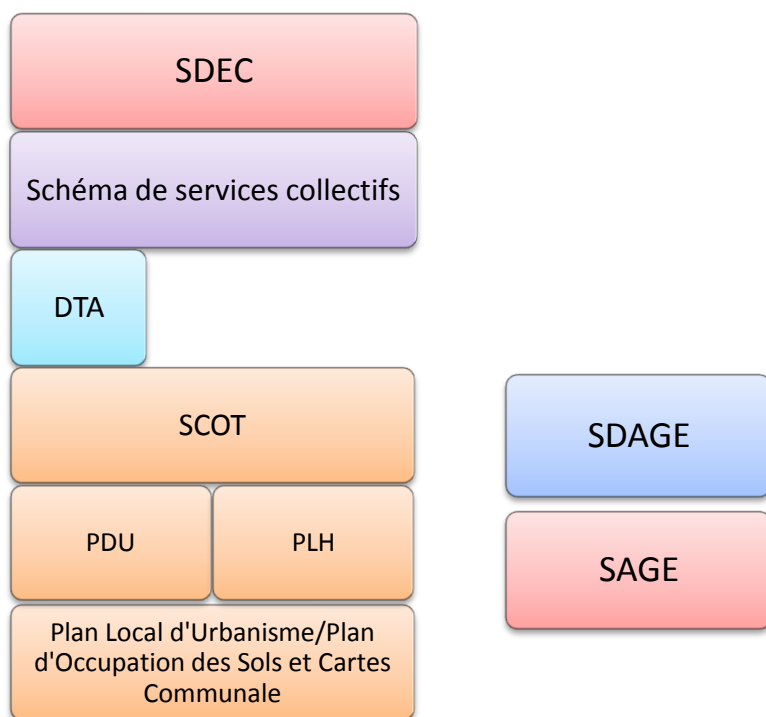 SDEC
Schéma de services collectifs
DTA
SCOT
PDU
PLH
Plan Local d'Urbanisme/Plan
d'Occupation des Sols et Cartes
Communale
SDAGE
SAGE